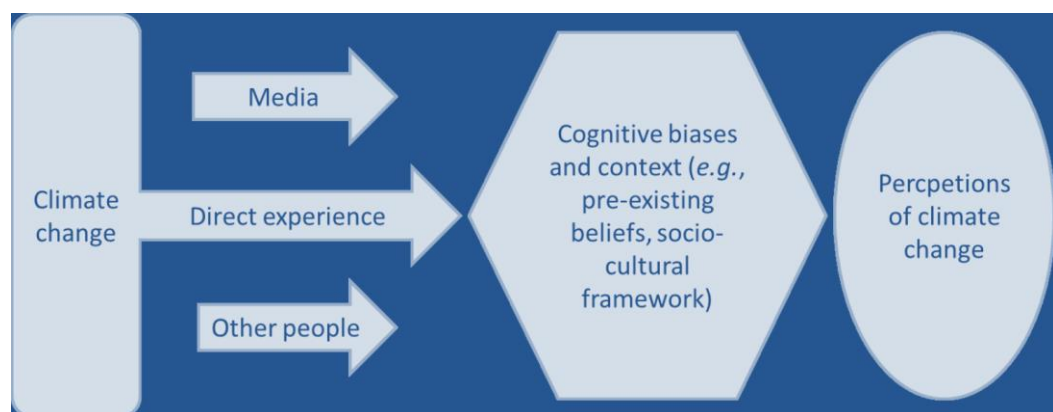 Climate
change
Media
Direct experience
Other people
Cognitive biases
and context (e.g.,
pre-existing
beliefs, socio-
cultural
framework)
Percpetions
of climate
change